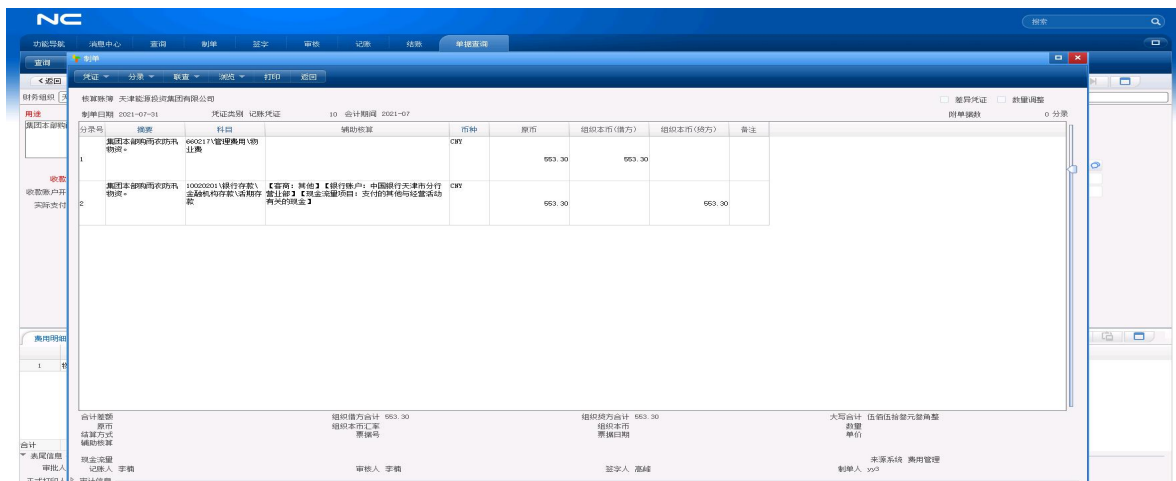 NC
搜索
功能导航 消息中心 查询 制单 签字 审核 记账 结账 单据查询
查询 制单
<返回 凭证 分录 联查 浏览 打印 返回
财务组织 核算账簿 天津能源投资集团有限公司 差异凭证 数量调整
用途 制单日期 2021-07-31 凭证类别 记账凭证 10 会计期间 2021-07 附单据数 0 分录
集团本部购
分录号 摘要 科目 辅助核算 币种 原币 组织本币(借方) 组织本币(贷方) 备注
1 集团本部购雨衣防汛物资。 660217\管理费用\物业费 CNY 553.30 553.30
2 集团本部购雨衣防汛物资。 10020201\银行存款\金融机构存款\活期存款 【客商：其他】【银行账户：中国银行天津市分行营业部】【现金流量项目：支付的其他与经营活动有关的现金】 CNY 553.30 553.30
收款
收款账户开
实际支付
费用明细
1 物
合计差额 组织借方合计 553.30 组织贷方合计 553.30 大写合计 伍佰伍拾叁元叁角整
原币 组织本币汇率 组织本币 数量
结算方式 票据号 票据日期 单价
辅助核算
合计
表尾信息
现金流量 来源系统 费用管理
审批人 记账人 李楠 审核人 李楠 签字人 高峰 制单人 yy3
正式打印人 审计信息